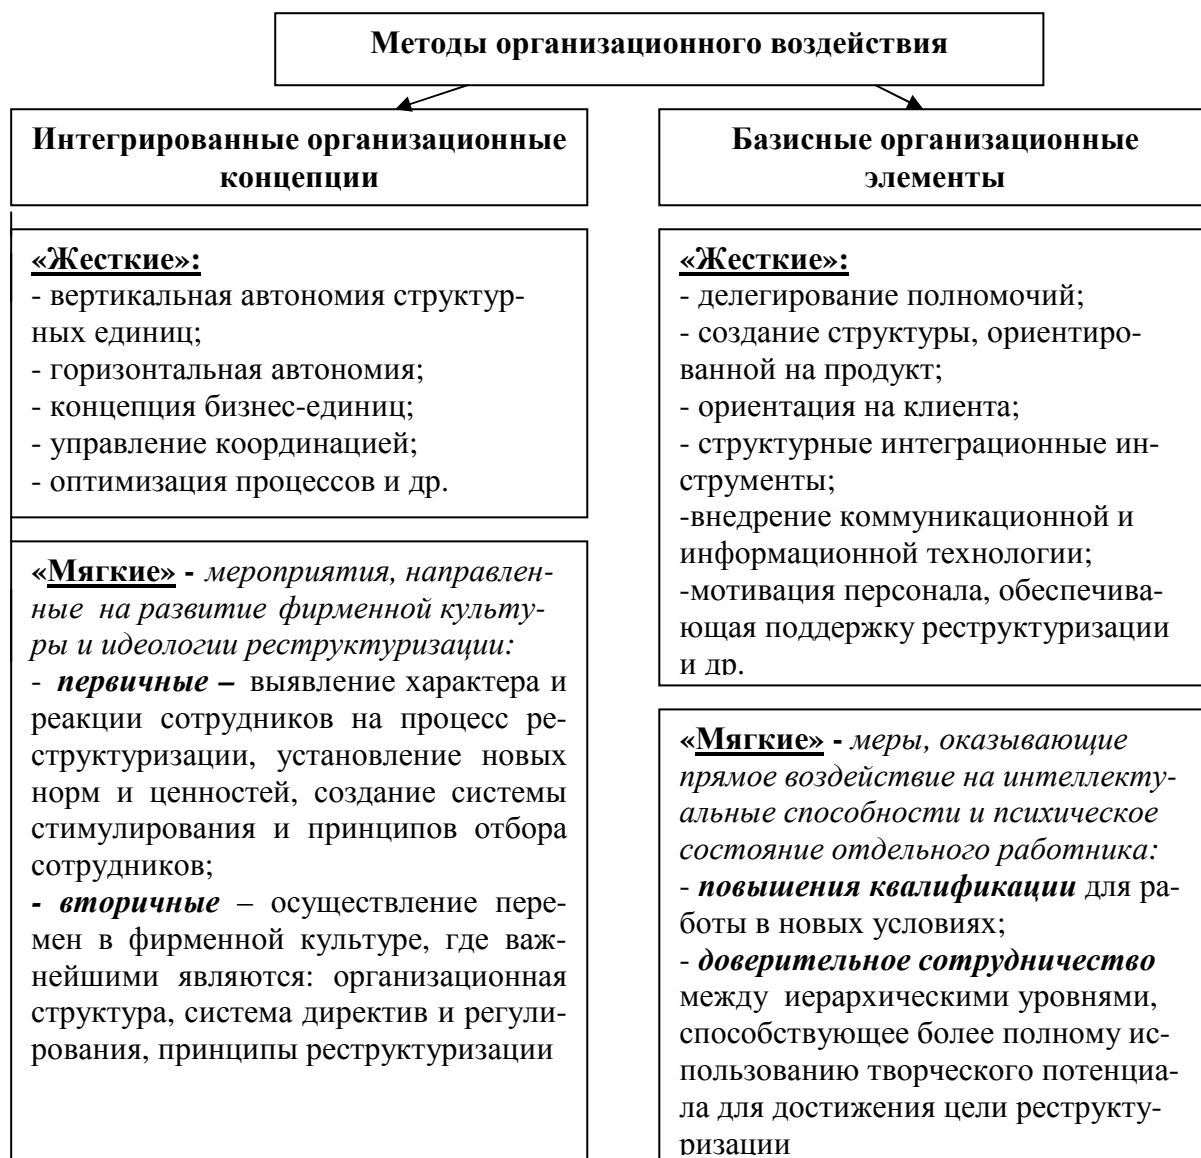 Методы организационного воздействия
Интегрированные организационные
концепции
«Жесткие»:
- вертикальная автономия структур-
ных единиц;
- горизонтальная автономия;
- концепция бизнес-единиц;
- управление координацией;
- оптимизация процессов и др.
«Мягкие» - мероприятия, направлен-
ные на развитие фирменной культу-
ры и идеологии реструктуризации:
- первичные – выявление характера и
реакции сотрудников на процесс ре-
структуризации, установление новых
норм и ценностей, создание системы
стимулирования и принципов отбора
сотрудников;
- вторичные – осуществление пере-
мен в фирменной культуре, где важ-
нейшими являются: организационная
структура, система директив и регули-
рования, принципы реструктуризации
Базисные организационные
элементы
«Жесткие»:
- делегирование полномочий;
- создание структуры, ориентиро-
ванной на продукт;
- ориентация на клиента;
- структурные интеграционные ин-
струменты;
-внедрение коммуникационной и
информационной технологии;
-мотивация персонала, обеспечива-
ющая поддержку реструктуризации
и др.
«Мягкие» - меры, оказывающие
прямое воздействие на интеллекту-
альные способности и психическое
состояние отдельного работника:
- повышения квалификации для ра-
боты в новых условиях;
- доверительное сотрудничество
между иерархическими уровнями,
способствующее более полному ис-
пользованию творческого потенциа-
ла для достижения цели реструкту-
ризации